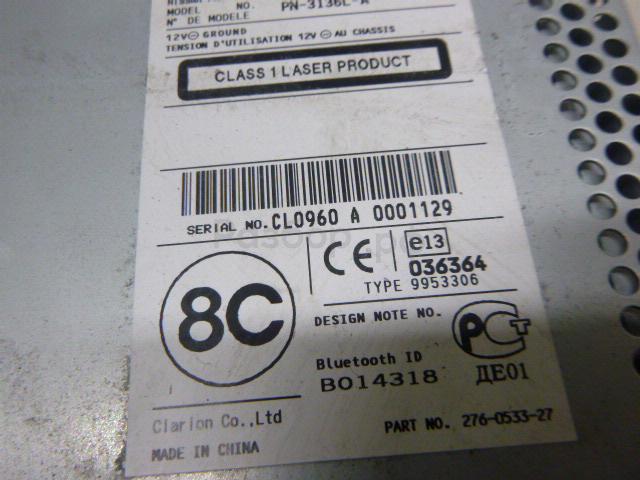 MODEL NO. PN-3136L-A
N° DE MODELE
12V⊖ GROUND
TENSION D'UTILISATION 12V ⊖ AU CHASSIS
CLASS 1 LASER PRODUCT
SERIAL NO. CL0960 A 0001129
CE e13
036364
TYPE 9953306
8C
DESIGN NOTE NO.
РСТ
Bluetooth ID
B014318
ДЕ01
Clarion Co.,Ltd
PART NO. 276-0533-27
MADE IN CHINA